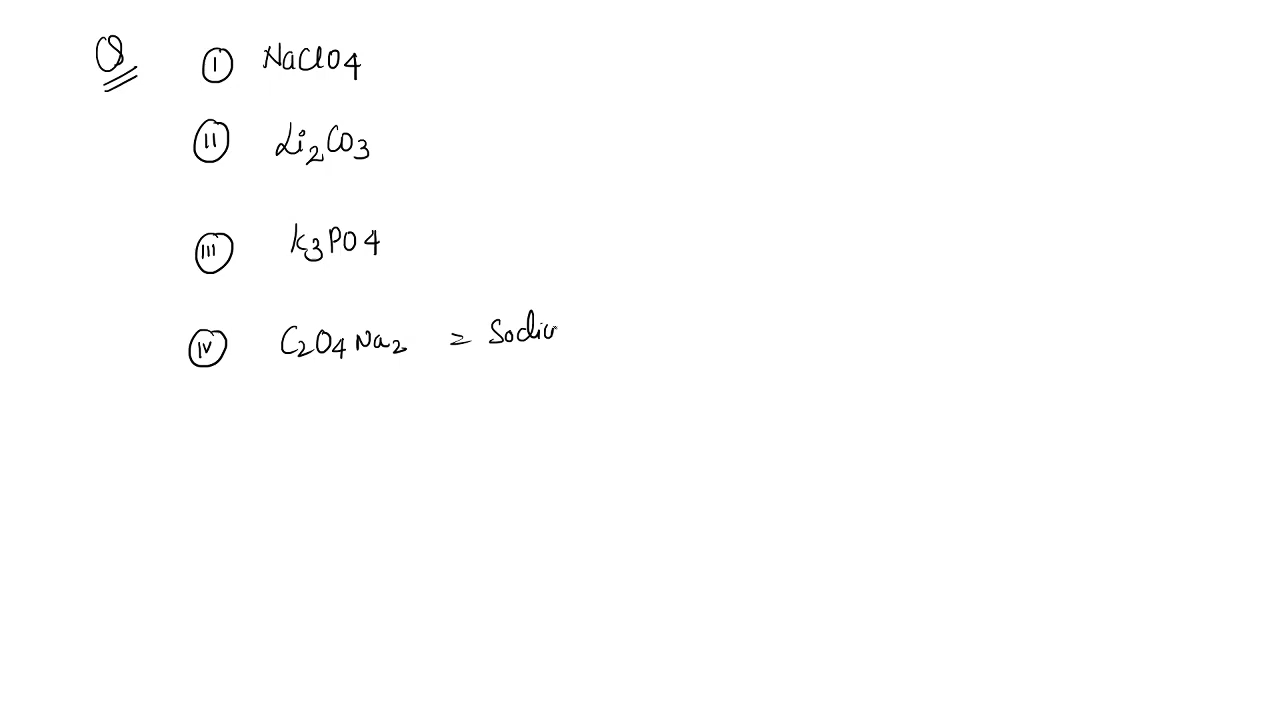 Q
(i) NaClO4
(ii) Li2CO3
(iii) K3PO4
(iv) C2O4Na2 = Sodiu